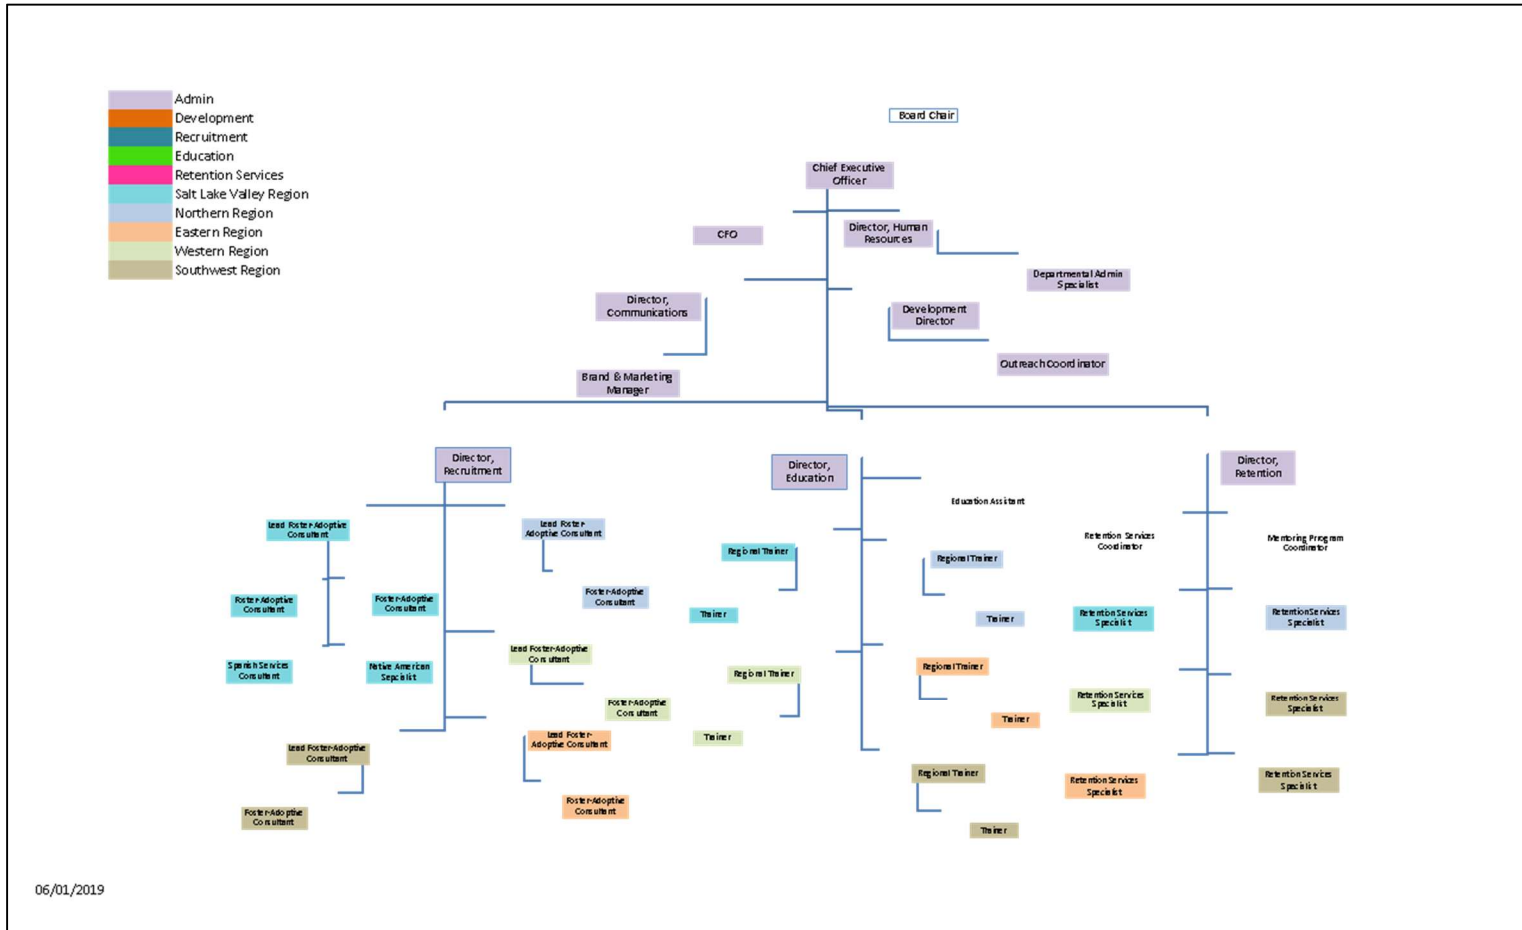 Admin
Development
Recruitment
Education
Retention Services
Salt Lake Valley Region
Northern Region
Eastern Region
Western Region
Southwest Region
Board Chair
Chief Executive
Officer
CFO
Director, Human
Resources
Departmental Admin
Specialist
Director,
Communications
Development
Director
Outreach Coordinator
Brand & Marketing
Manager
Director,
Recruitment
Director,
Education
Director,
Retention
Lead Foster-Adoptive
Consultant
Lead Foster-
Adoptive Consultant
Foster-Adoptive
Consultant
Foster-Adoptive
Consultant
Foster-Adoptive
Consultant
Spanish Services
Consultant
Native American
Sepcialist
Lead Foster-Adoptive
Consultant
Foster-Adoptive
Consultant
Lead Foster-Adoptive
Consultant
Foster-Adoptive
Consultant
Lead Foster-
Adoptive Consultant
Foster-Adoptive
Consultant
Education Assistant
Regional Trainer
Trainer
Regional Trainer
Trainer
Regional Trainer
Trainer
Regional Trainer
Trainer
Regional Trainer
Trainer
Retention Services
Coordinator
Mentoring Program
Coordinator
Retention Services
Specialist
Retention Services
Specialist
Retention Services
Specialist
Retention Services
Specialist
Retention Services
Specialist
Retention Services
Specialist
06/01/2019